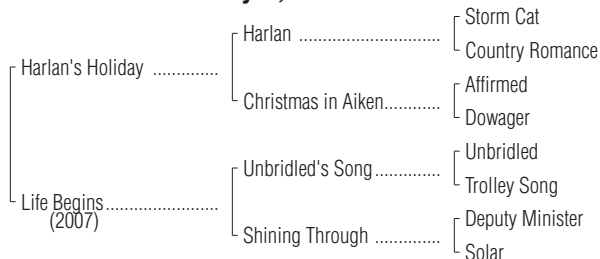 Storm Cat
Harlan ......................
Country Romance
Harlan's Holiday ..............
Affirmed
Christmas in Aiken............
Dowager
Unbridled
Unbridled's Song..............
Trolley Song
Life Begins........................
(2007)
Deputy Minister
Shining Through ..............
Solar